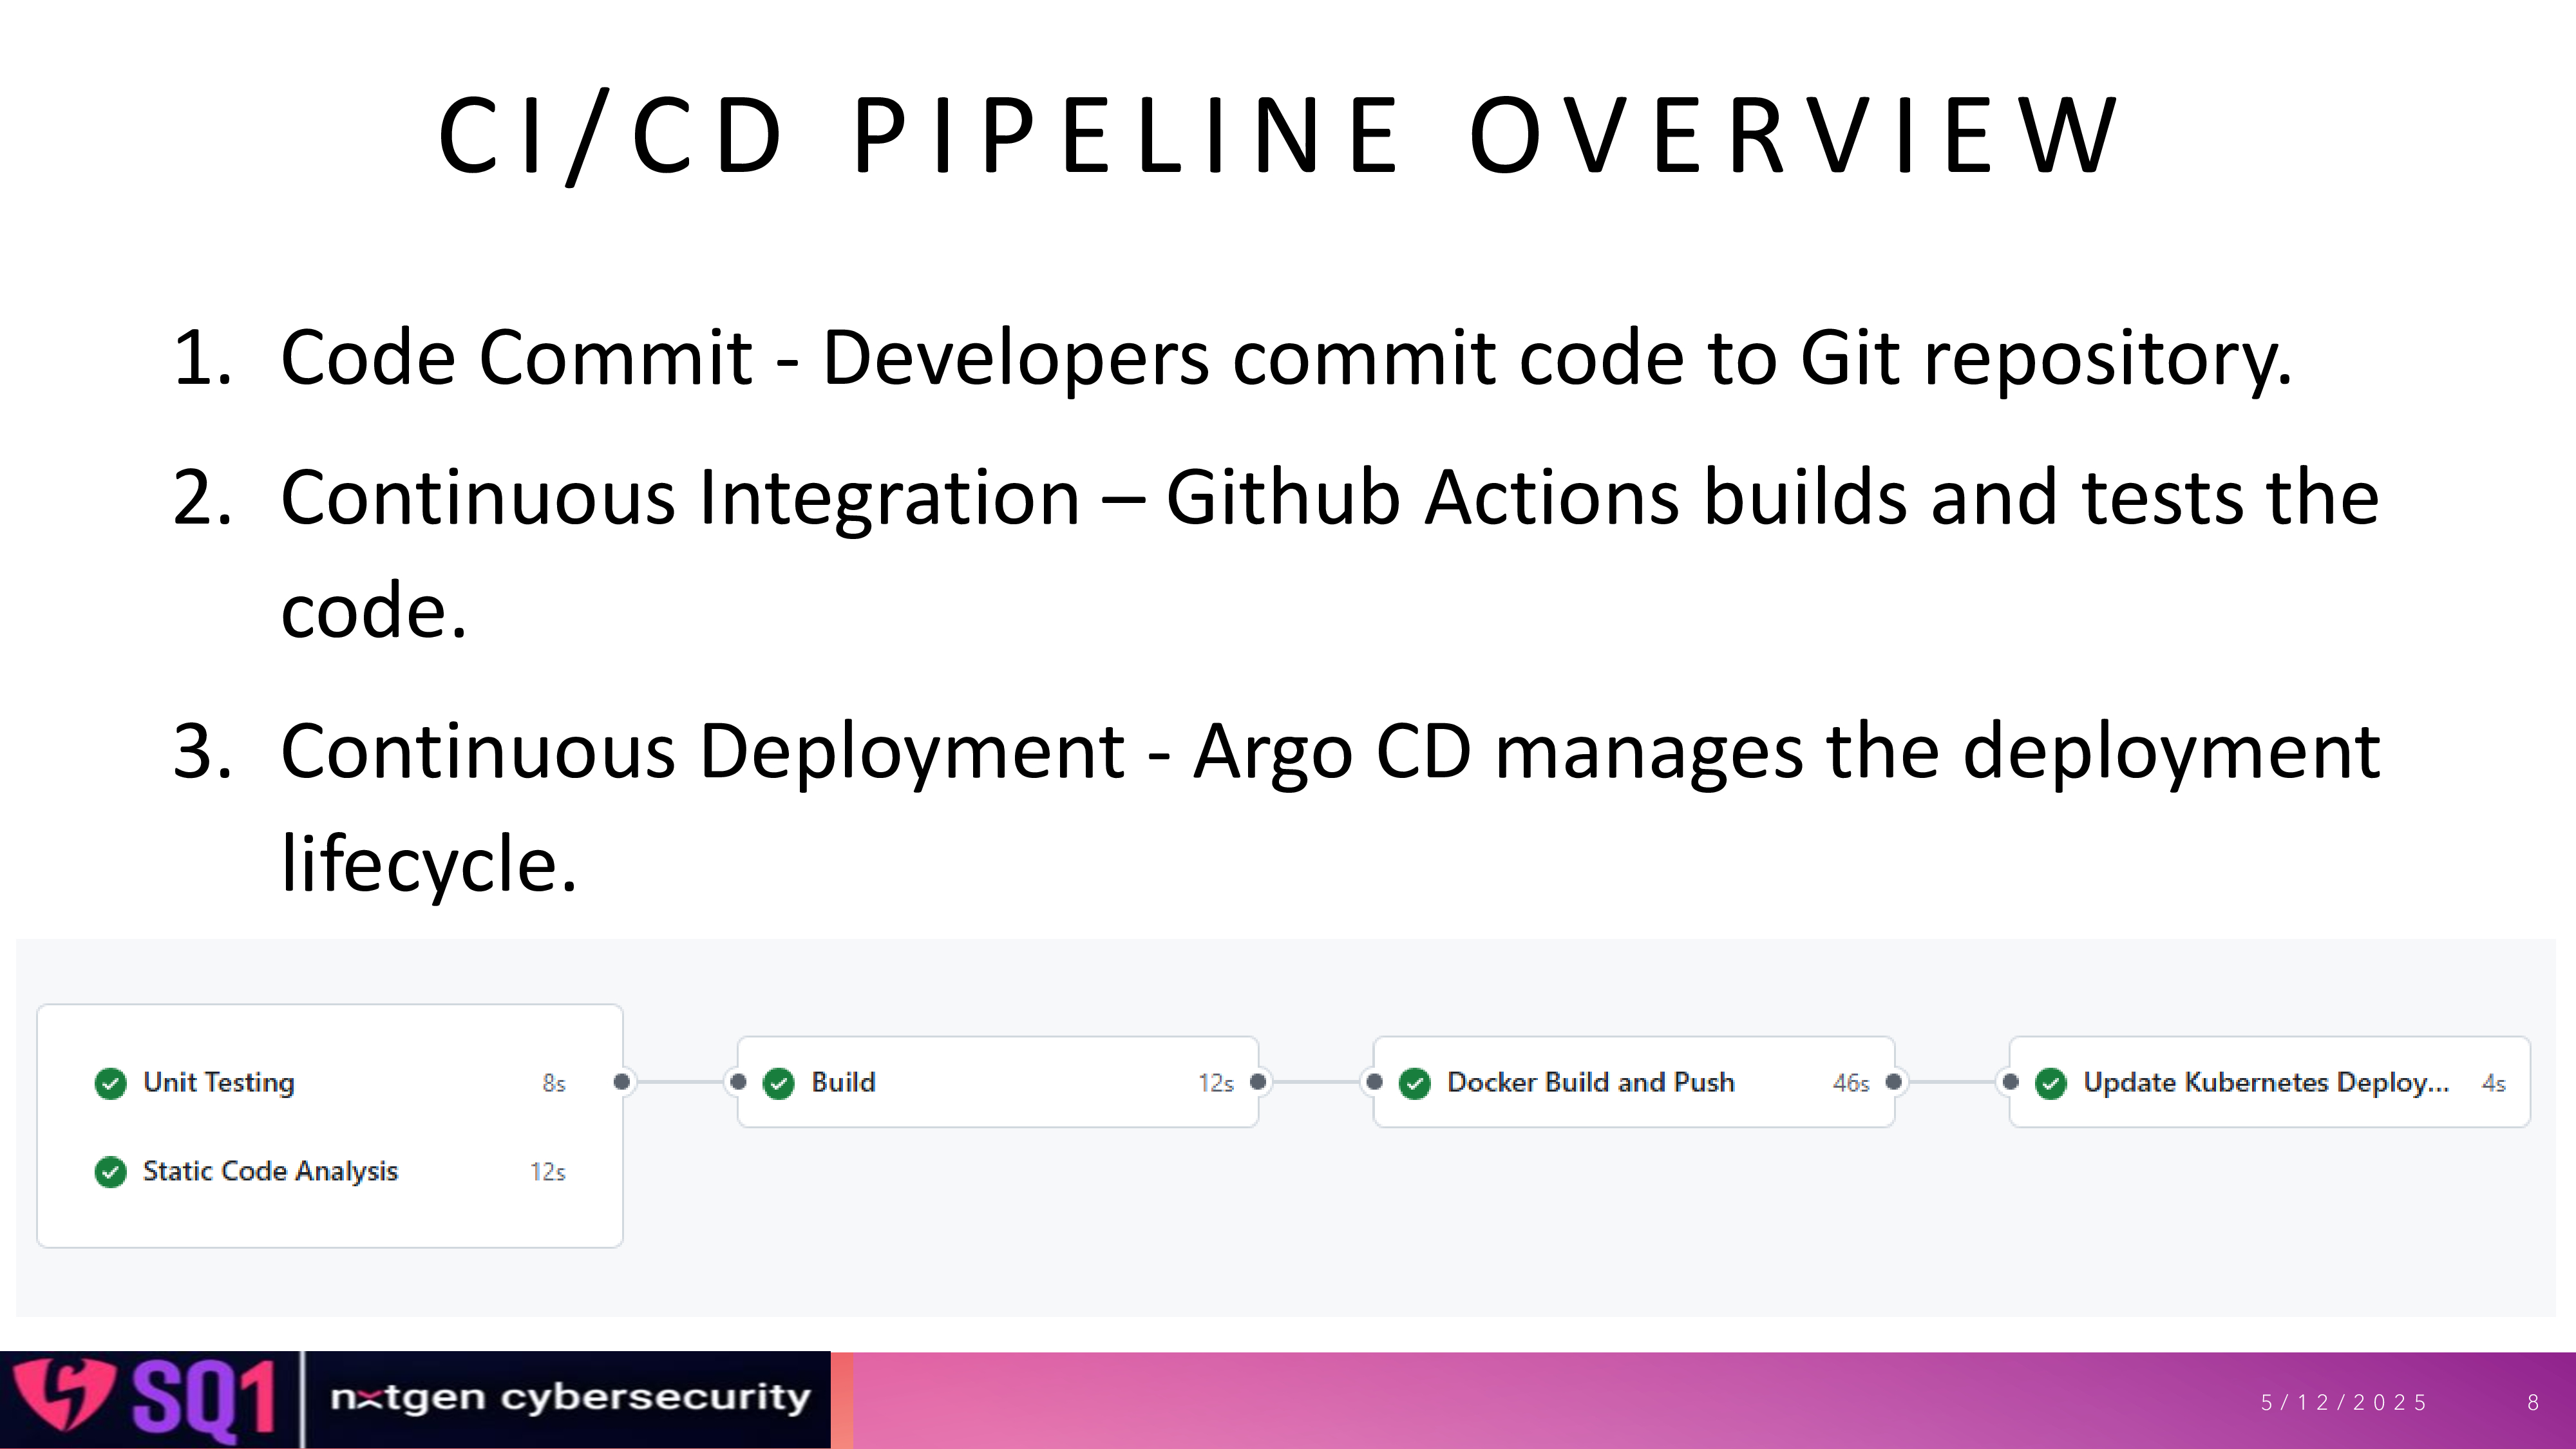 CI/CD PIPELINE OVERVIEW
1. Code Commit - Developers commit code to Git repository.
2. Continuous Integration – Github Actions builds and tests the
code.
3. Continuous Deployment - Argo CD manages the deployment
lifecycle.
Unit Testing 8s
Static Code Analysis 12s
Build 12s
Docker Build and Push 46s
Update Kubernetes Deploy... 4s
SQ1 nxtgen cybersecurity
5/12/2025 8